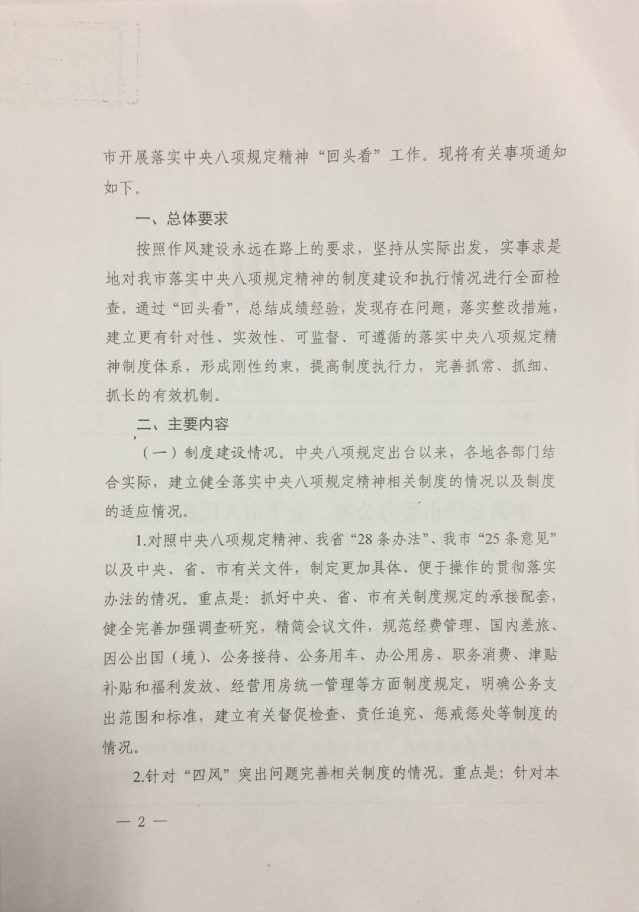 市开展落实中央八项规定精神“回头看”工作。现将有关事项通知
如下。
一、总体要求
按照作风建设永远在路上的要求，坚持从实际出发，实事求是
地对我市落实中央八项规定精神的制度建设和执行情况进行全面检
查。通过“回头看”，总结成绩经验，发现存在问题，落实整改措施，
建立更有针对性、实效性、可监督、可遵循的落实中央八项规定精
神制度体系，形成刚性约束，提高制度执行力，完善抓常、抓细、
抓长的有效机制。
二、主要内容
（一）制度建设情况。中央八项规定出台以来，各地各部门结
合实际，建立健全落实中央八项规定精神相关制度的情况以及制度
的适应情况。
1.对照中央八项规定精神、我省“28条办法”、我市“25条意见”
以及中央、省、市有关文件，制定更加具体、便于操作的贯彻落实
办法的情况。重点是：抓好中央、省、市有关制度规定的承接配套，
健全完善加强调查研究，精简会议文件，规范经费管理、国内差旅、
因公出国（境）、公务接待、公务用车、办公用房、职务消费、津贴
补贴和福利发放、经营用房统一管理等方面制度规定，明确公务支
出范围和标准，建立有关督促检查、责任追究、惩戒惩处等制度的
情况。
2.针对“四风”突出问题完善相关制度的情况。重点是：针对本
— 2 —